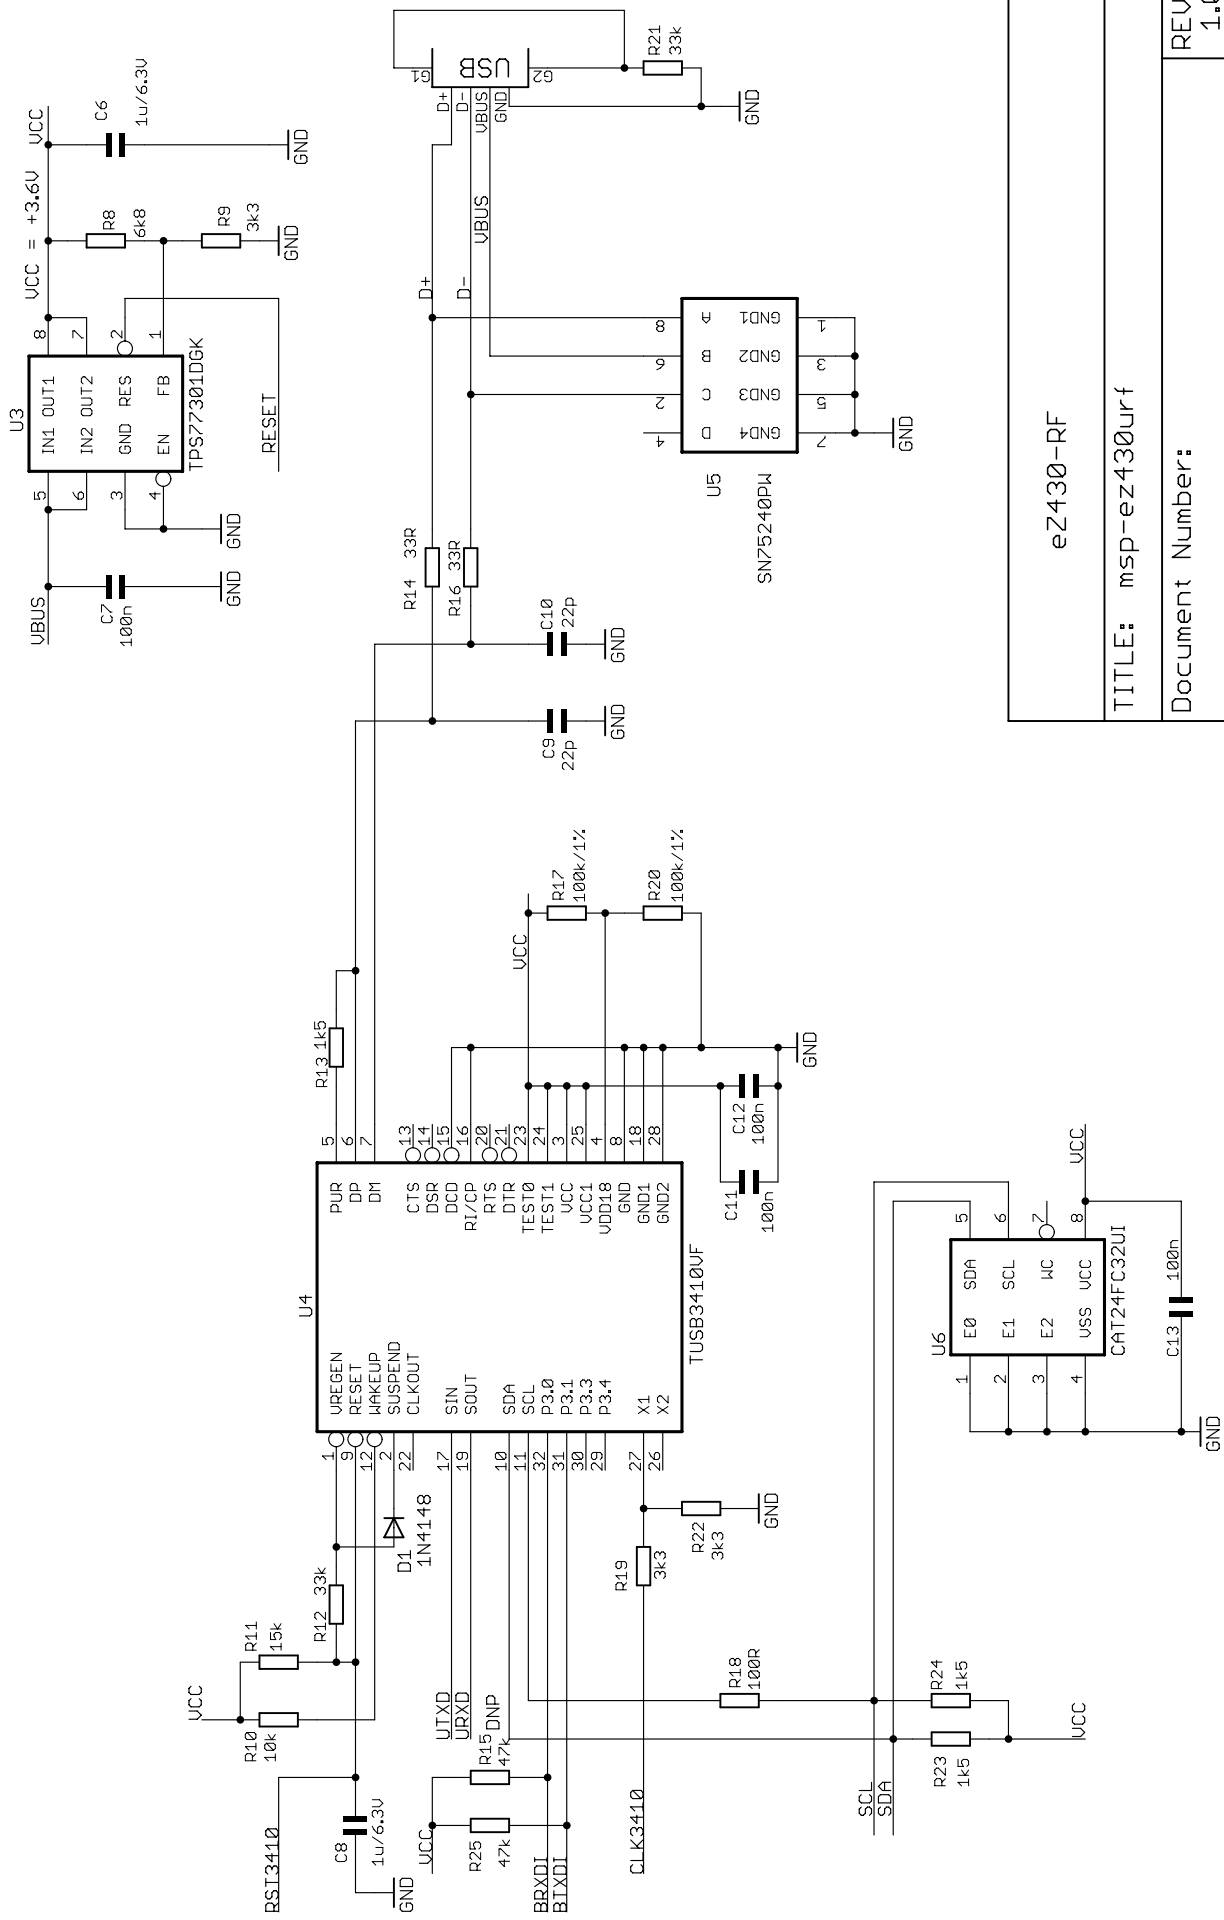 U3
IN1 OUT1
IN2 OUT2
GND RES
EN FB
TPS77301DGK
5
6
3
4
8
7
2
1
VBUS
C7
100n
GND
GND
RESET
VCC = +3.6V
VCC
R8
6k8
R9
3k3
GND
C6
1u/6.3V
GND
G1
USB
G2
D+
D-
VBUS
GND
R21
33k
GND
D+
D-
VBUS
U5
SN75240PW
A
B
C
D
GND1
GND2
GND3
GND4
8
6
2
4
1
3
5
7
GND
R14
33R
R16
33R
C10
22p
GND
C9
22p
GND
R13 1k5
VCC
R17
100k/1%
R20
100k/1%
GND
C12
100n
C11
100n
U4
TUSB3410VF
PUR
DP
DM
CTS
DSR
DCD
RI/CP
RTS
DTR
TEST0
TEST1
VCC
VCC1
VDD18
GND
GND1
GND2
5
6
7
13
14
15
16
20
21
23
24
3
25
4
8
18
28
VREGEN
RESET
WAKEUP
SUSPEND
CLKOUT
SIN
SOUT
SDA
SCL
P3.0
P3.1
P3.3
P3.4
X1
X2
1
9
12
2
22
17
19
10
11
32
31
30
29
27
26
D1
1N4148
R12 33k
R11
15k
VCC
R10
10k
RST3410
C8
1u/6.3V
GND
UTXD
URXD
DNP
R15
47k
VCC
R25
47k
BRXDI
BTXDI
CLK3410
R19
3k3
R22
3k3
GND
R18
100R
R24
1k5
R23
1k5
VCC
SCL
SDA
U6
CAT24FC32UI
E0 SDA
E1 SCL
E2 WC
VSS VCC
1
2
3
4
5
6
7
8
VCC
C13 100n
GND
eZ430-RF
TITLE: msp-ez430urf
Document Number:
REV